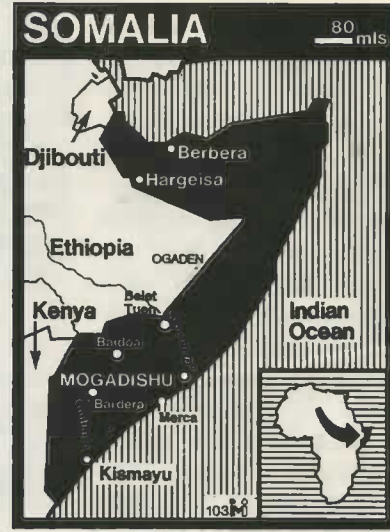 SOMALIA
80
mls
Djibouti
Berbera
Hargeisa
Ethiopia
OGADEN
Kenya
Belet
Tuen
Indian
Ocean
Baidoa
MOGADISHU
Bardera
Merca
Kismayu